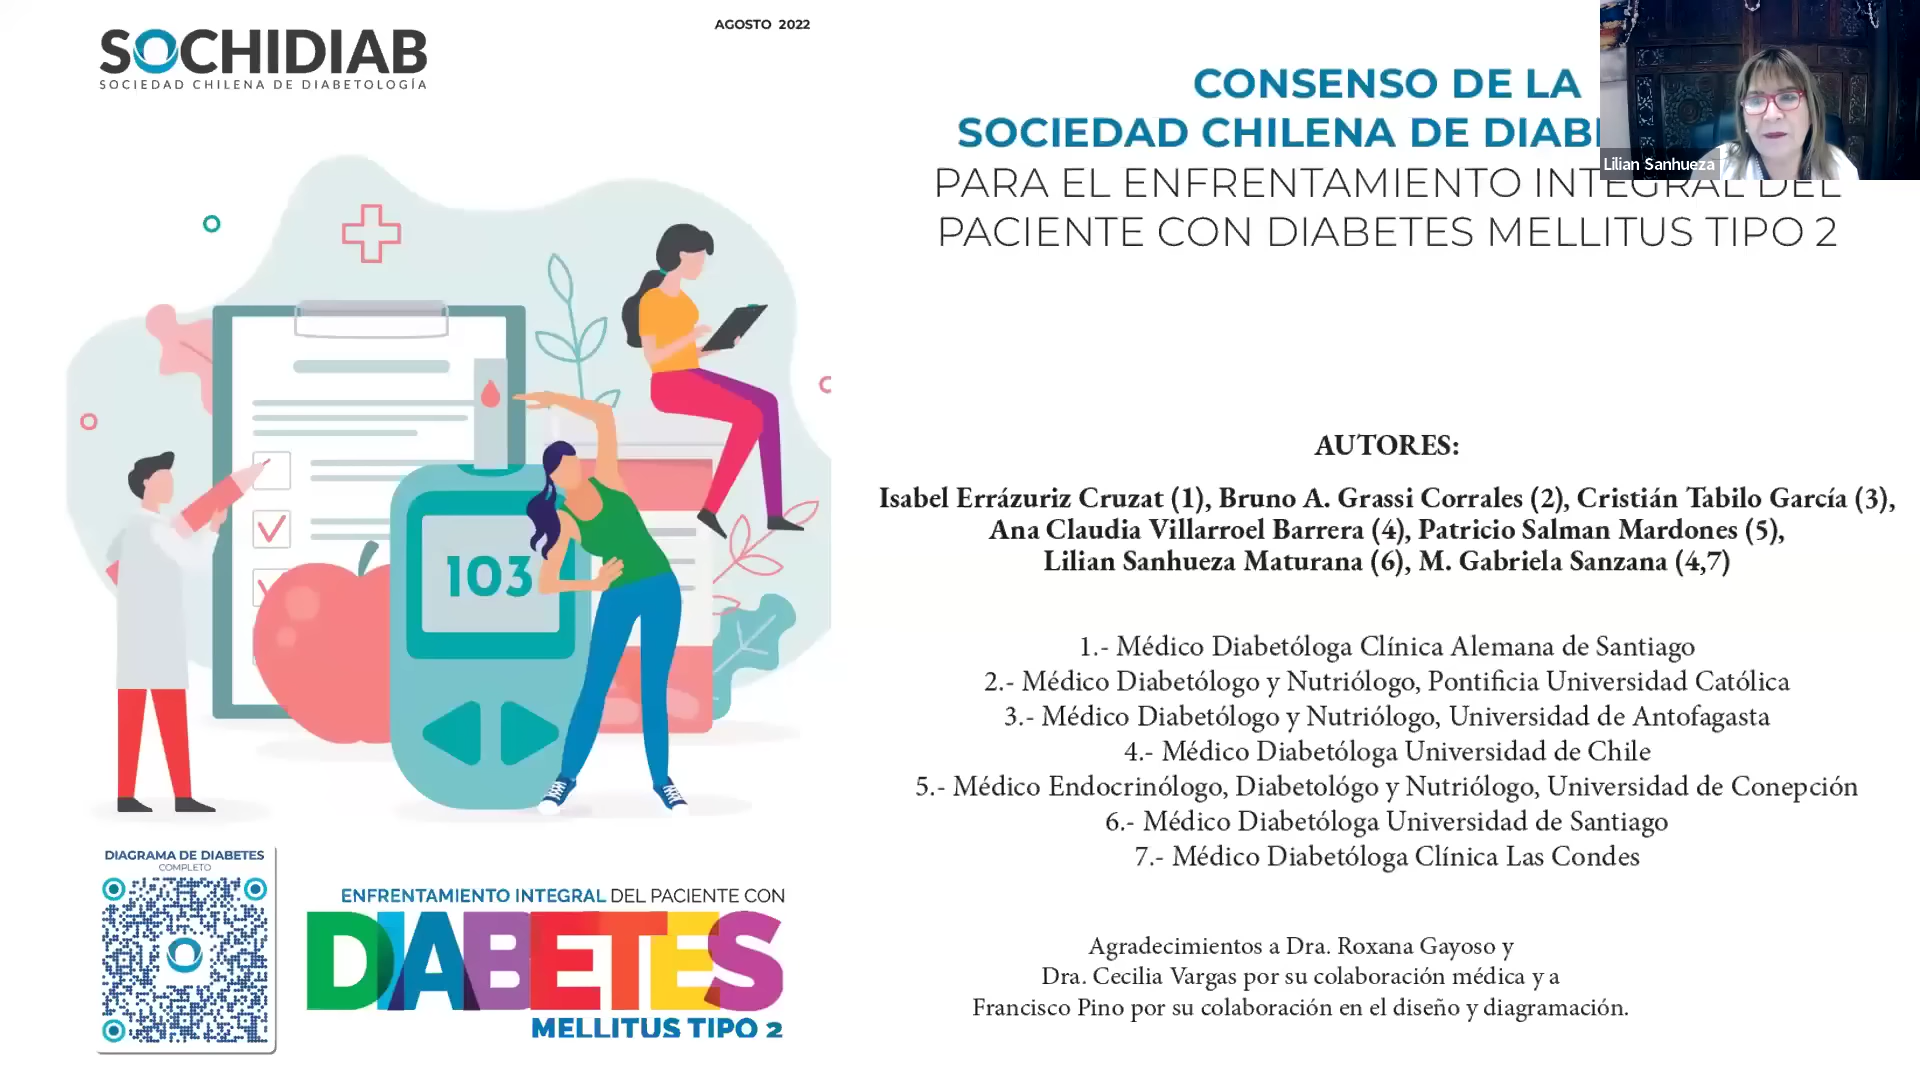 SOCHIDIAB
SOCIEDAD CHILENA DE DIABETOLOGÍA
AGOSTO 2022
103
DIAGRAMA DE DIABETES
COMPLETO
ENFRENTAMIENTO INTEGRAL DEL PACIENTE CON
DIABETES
MELLITUS TIPO 2
CONSENSO DE LA
SOCIEDAD CHILENA DE
PARA EL ENFRENTAMIENTO INTEGRAL DEL
PACIENTE CON DIABETES MELLITUS TIPO 2
Lilian Sanhueza
AUTORES:
Isabel Errázuriz Cruzat (1), Bruno A. Grassi Corrales (2), Cristián Tabilo García (3),
Ana Claudia Villarroel Barrera (4), Patricio Salman Mardones (5),
Lilian Sanhueza Maturana (6), M. Gabriela Sanzana (4,7)
1.- Médico Diabetóloga Clínica Alemana de Santiago
2.- Médico Diabetólogo y Nutriólogo, Pontificia Universidad Católica
3.- Médico Diabetólogo y Nutriólogo, Universidad de Antofagasta
4.- Médico Diabetóloga Universidad de Chile
5.- Médico Endocrinólogo, Diabetológo y Nutriólogo, Universidad de Conepción
6.- Médico Diabetóloga Universidad de Santiago
7.- Médico Diabetóloga Clínica Las Condes
Agradecimientos a Dra. Roxana Gayoso y
Dra. Cecilia Vargas por su colaboración médica y a
Francisco Pino por su colaboración en el diseño y diagramación.